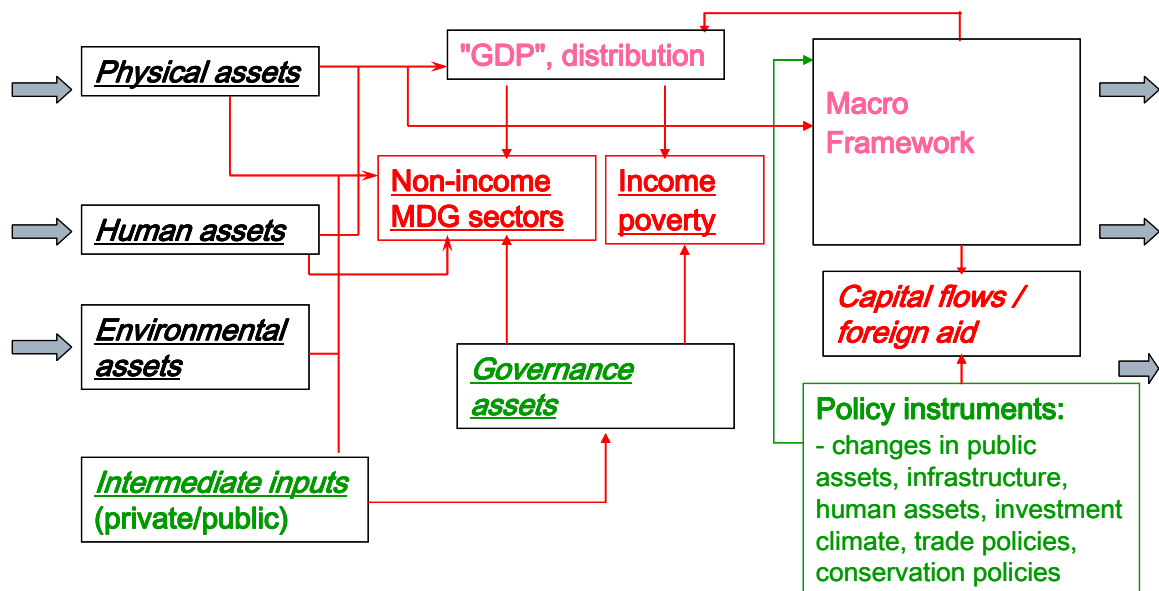 Physical assets
"GDP", distribution
Macro
Framework
Non-income
MDG sectors
Income
poverty
Human assets
Capital flows /
foreign aid
Environmental
assets
Governance
assets
Policy instruments:
- changes in public
assets, infrastructure,
human assets, investment
climate, trade policies,
conservation policies
Intermediate inputs
(private/public)